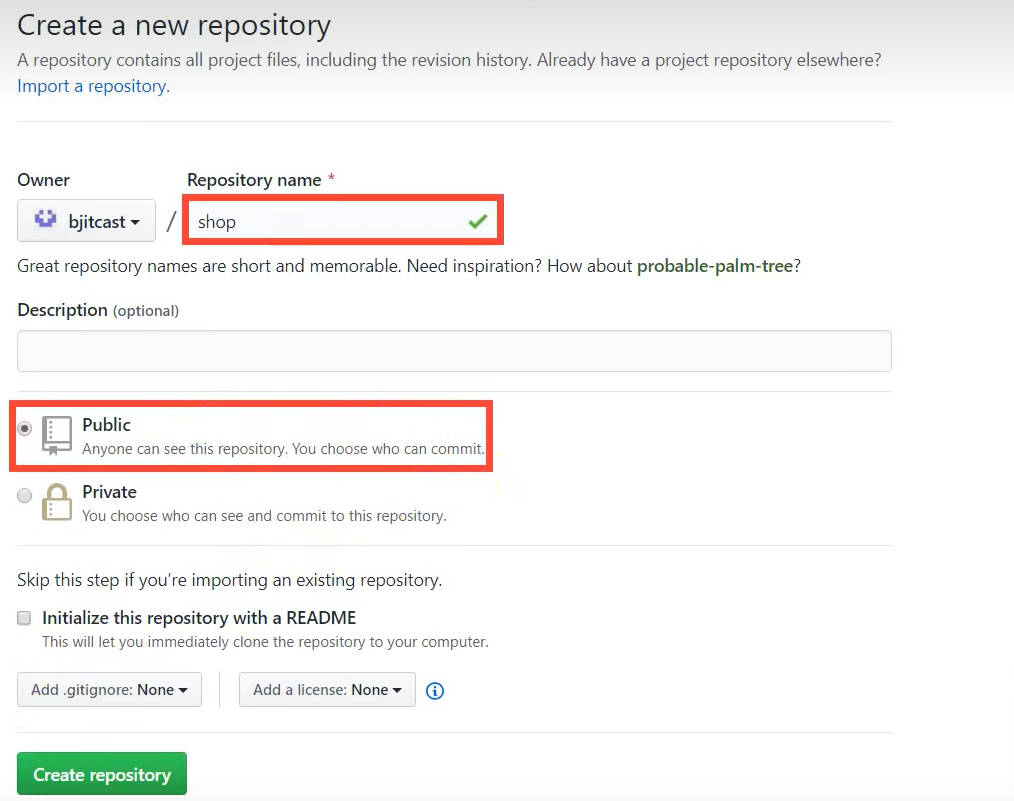 Create a new repository
A repository contains all project files, including the revision history. Already have a project repository elsewhere?
Import a repository.
Owner
Repository name *
bjitcast / shop
Great repository names are short and memorable. Need inspiration? How about probable-palm-tree?
Description (optional)
Public
Anyone can see this repository. You choose who can commit.
Private
You choose who can see and commit to this repository.
Skip this step if you’re importing an existing repository.
Initialize this repository with a README
This will let you immediately clone the repository to your computer.
Add .gitignore: None
Add a license: None
Create repository